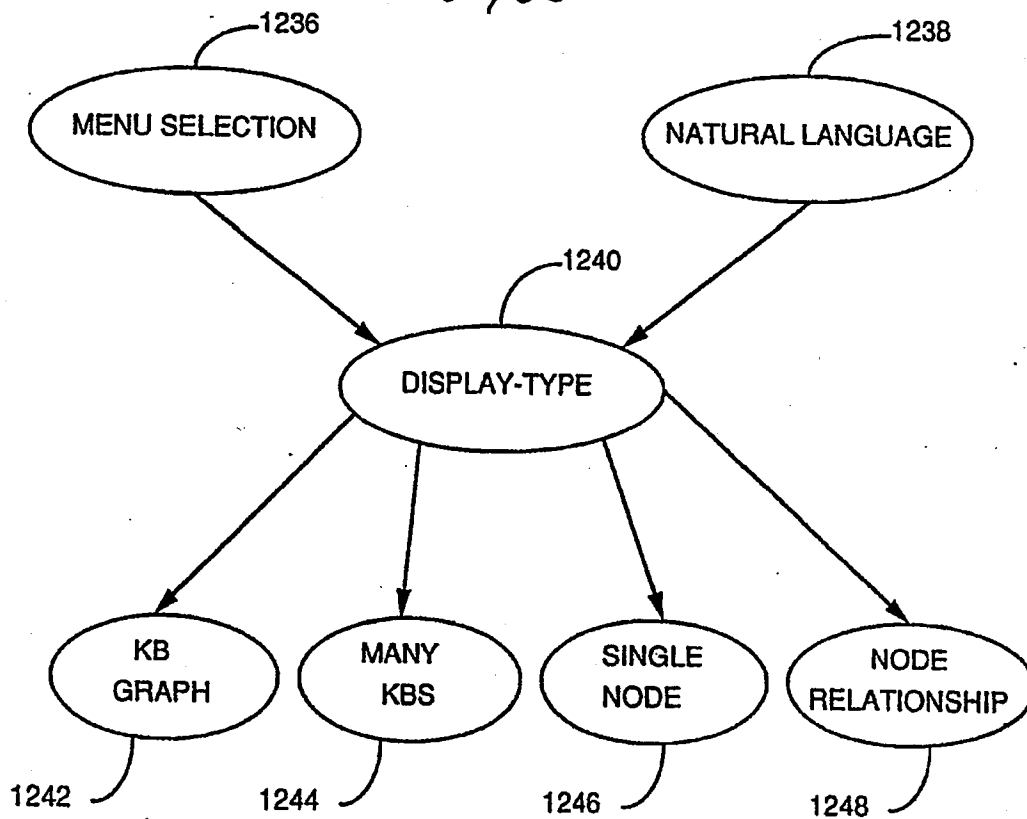 1236
1238
MENU SELECTION
NATURAL LANGUAGE
1240
DISPLAY-TYPE
KB
GRAPH
MANY
KBS
SINGLE
NODE
NODE
RELATIONSHIP
1242
1244
1246
1248